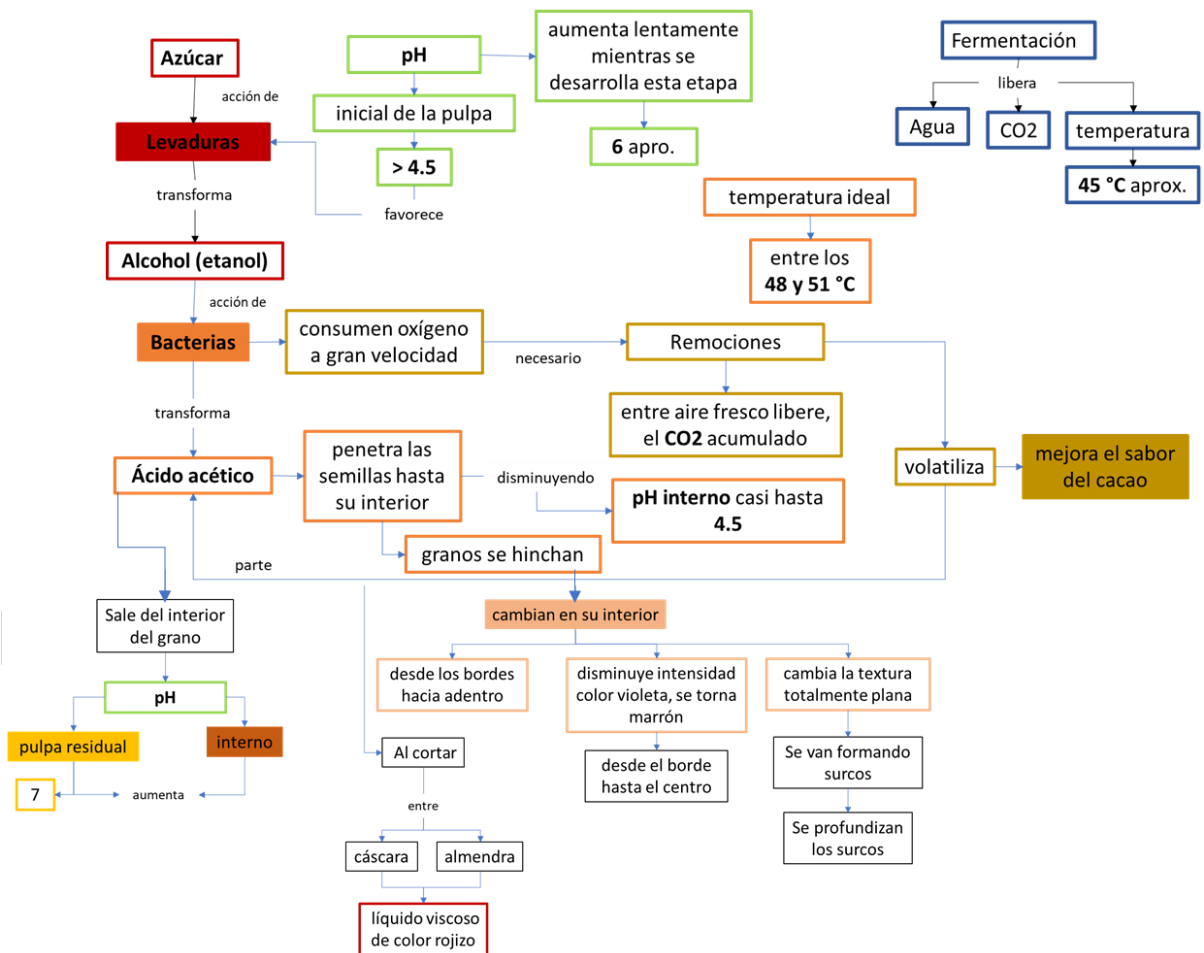 Azúcar
acción de
Levaduras
transforma
Alcohol (etanol)
acción de
Bacterias
transforma
Ácido acético
pH
inicial de la pulpa
> 4.5
favorece
aumenta lentamente
mientras se
desarrolla esta etapa
6 apro.
Fermentación
libera
Agua
CO2
temperatura
45 °C aprox.
temperatura ideal
entre los
48 y 51 °C
consumen oxígeno
a gran velocidad
necesario
Remociones
entre aire fresco libere,
el CO2 acumulado
volatiliza
mejora el sabor
del cacao
penetra las
semillas hasta
su interior
disminuyendo
pH interno casi hasta
4.5
granos se hinchan
parte
Sale del interior
del grano
pH
pulpa residual
interno
7
aumenta
cambian en su interior
desde los bordes
hacia adentro
disminuye intensidad
color violeta, se torna
marrón
desde el borde
hasta el centro
cambia la textura
totalmente plana
Se van formando
surcos
Se profundizan
los surcos
Al cortar
entre
cáscara
almendra
líquido viscoso
de color rojizo